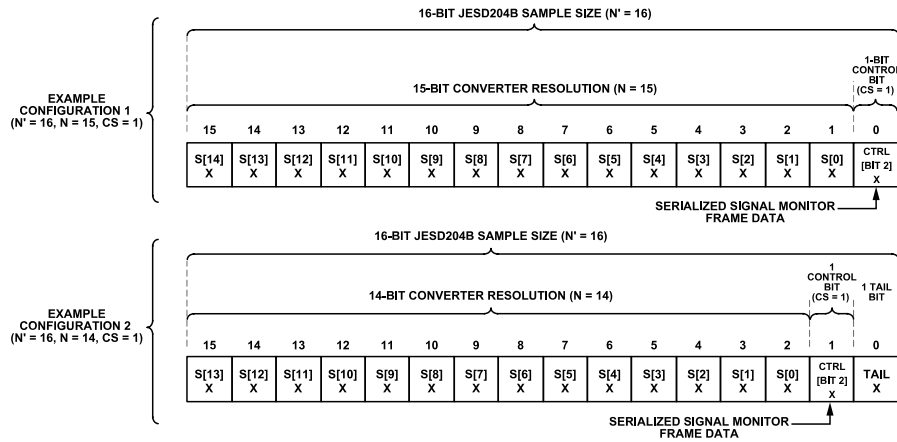 16-BIT JESD204B SAMPLE SIZE (N' = 16)
EXAMPLE
CONFIGURATION 1
(N' = 16, N = 15, CS = 1)
15-BIT CONVERTER RESOLUTION (N = 15)
1-BIT
CONTROL
BIT
(CS = 1)
15 14 13 12 11 10 9 8 7 6 5 4 3 2 1 0
S[14] S[13] S[12] S[11] S[10] S[9] S[8] S[7] S[6] S[5] S[4] S[3] S[2] S[1] S[0] CTRL
[BIT 2]
X X X X X X X X X X X X X X X X
SERIALIZED SIGNAL MONITOR
FRAME DATA
16-BIT JESD204B SAMPLE SIZE (N' = 16)
EXAMPLE
CONFIGURATION 2
(N' = 16, N = 14, CS = 1)
14-BIT CONVERTER RESOLUTION (N = 14)
1
CONTROL
BIT
(CS = 1)
1 TAIL
BIT
15 14 13 12 11 10 9 8 7 6 5 4 3 2 1 0
S[13] S[12] S[11] S[10] S[9] S[8] S[7] S[6] S[5] S[4] S[3] S[2] S[1] S[0] CTRL TAIL
[BIT 2]
X X X X X X X X X X X X X X X X
SERIALIZED SIGNAL MONITOR
FRAME DATA